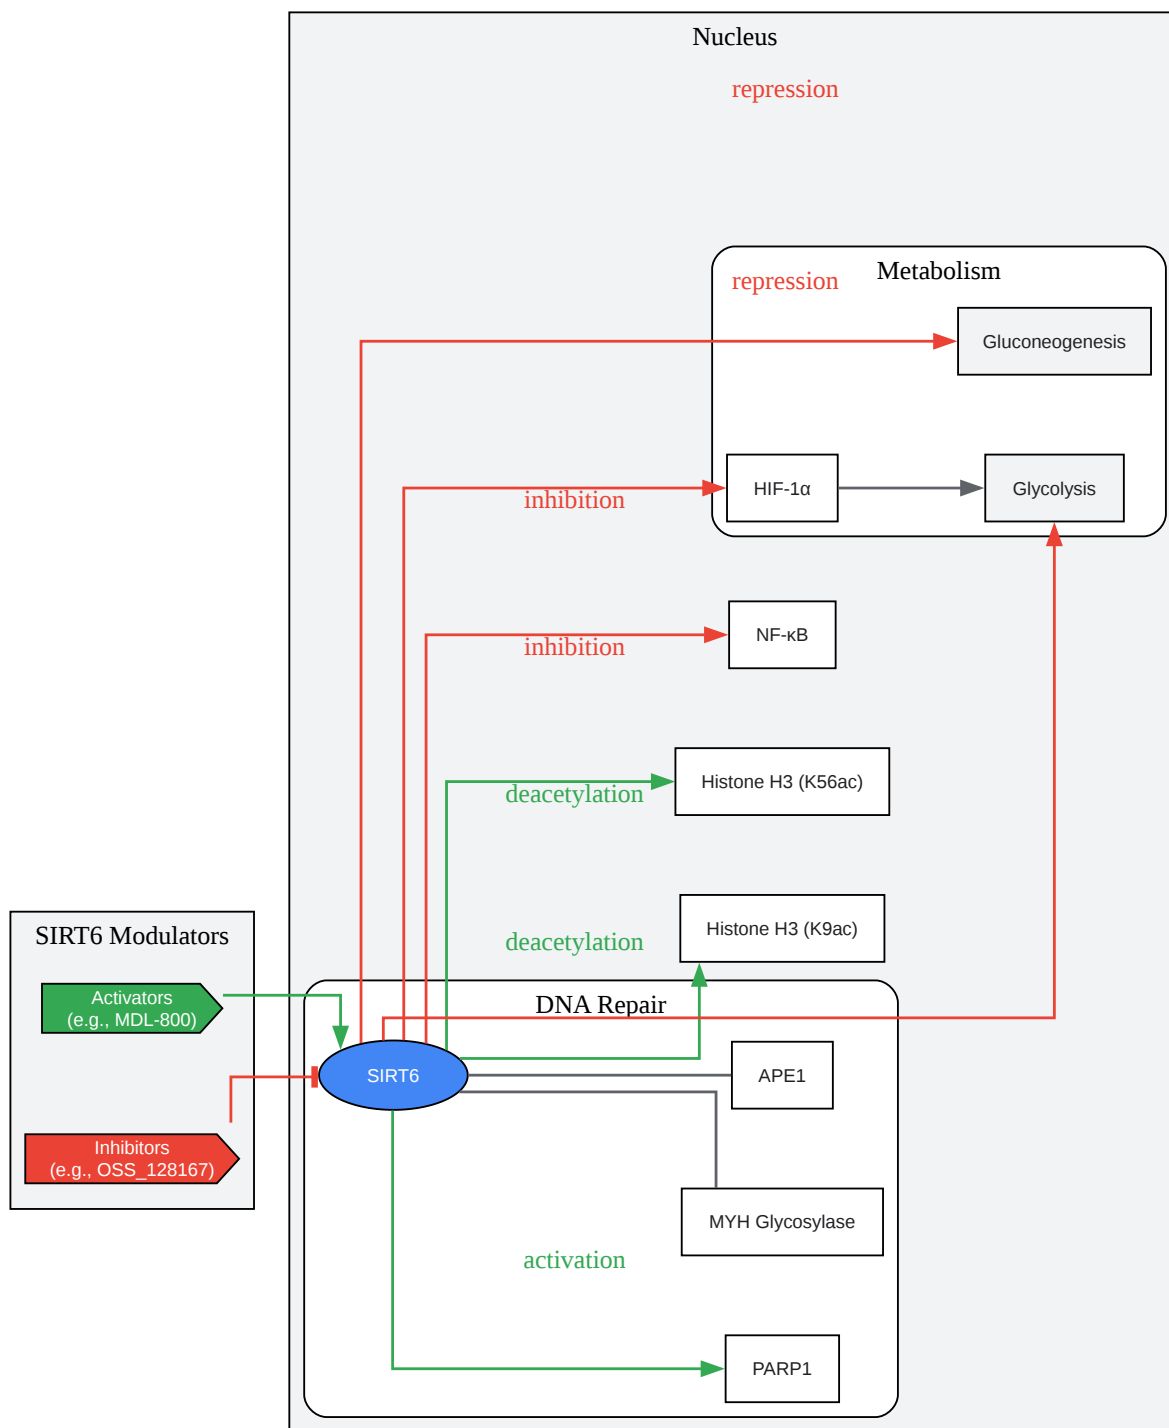 Nucleus
repression
repression
Metabolism
Gluconeogenesis
HIF-1α
Glycolysis
inhibition
NF-κB
inhibition
Histone H3 (K56ac)
deacetylation
Histone H3 (K9ac)
deacetylation
SIRT6 Modulators
Activators
(e.g., MDL-800)
Inhibitors
(e.g., OSS_128167)
DNA Repair
SIRT6
APE1
MYH Glycosylase
activation
PARP1